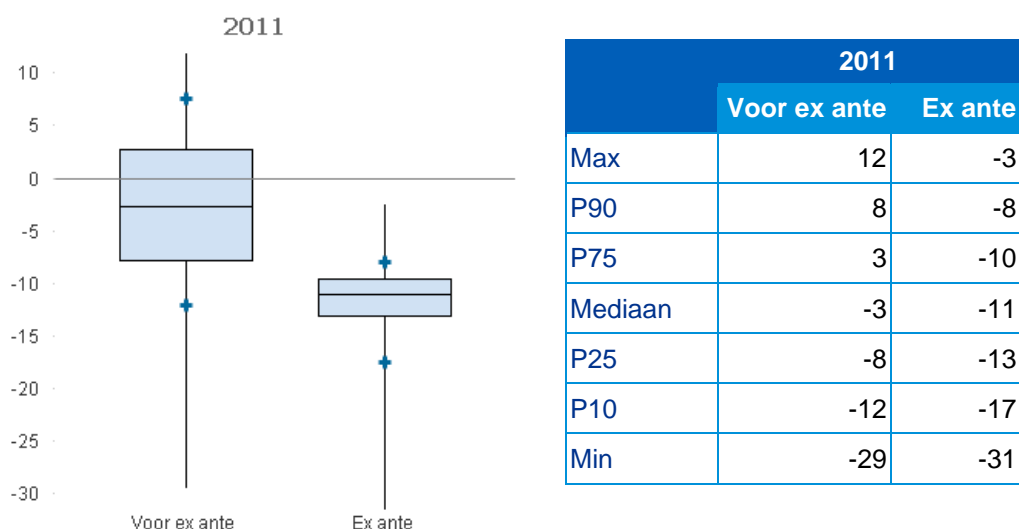 2011
10
5
0
-5
-10
-15
-20
-25
-30
Voor ex ante Ex ante
2011
Voor ex ante Ex ante
Max 12 -3
P90 8 -8
P75 3 -10
Mediaan -3 -11
P25 -8 -13
P10 -12 -17
Min -29 -31